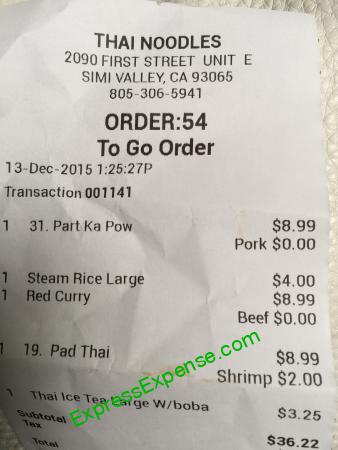 THAI NOODLES
2090 FIRST STREET UNIT E
SIMI VALLEY, CA 93065
805-306-5941
ORDER:54
To Go Order
13-Dec-2015 1:25:27P
Transaction 001141
1 31. Part Ka Pow $8.99
Pork $0.00
1 Steam Rice Large $4.00
1 Red Curry $8.99
Beef $0.00
1 19. Pad Thai $8.99
Shrimp $2.00
1 Thai Ice Tea Large W/boba $3.25
Subtotal $36.22
Tax
Total
ExpressExpense.com